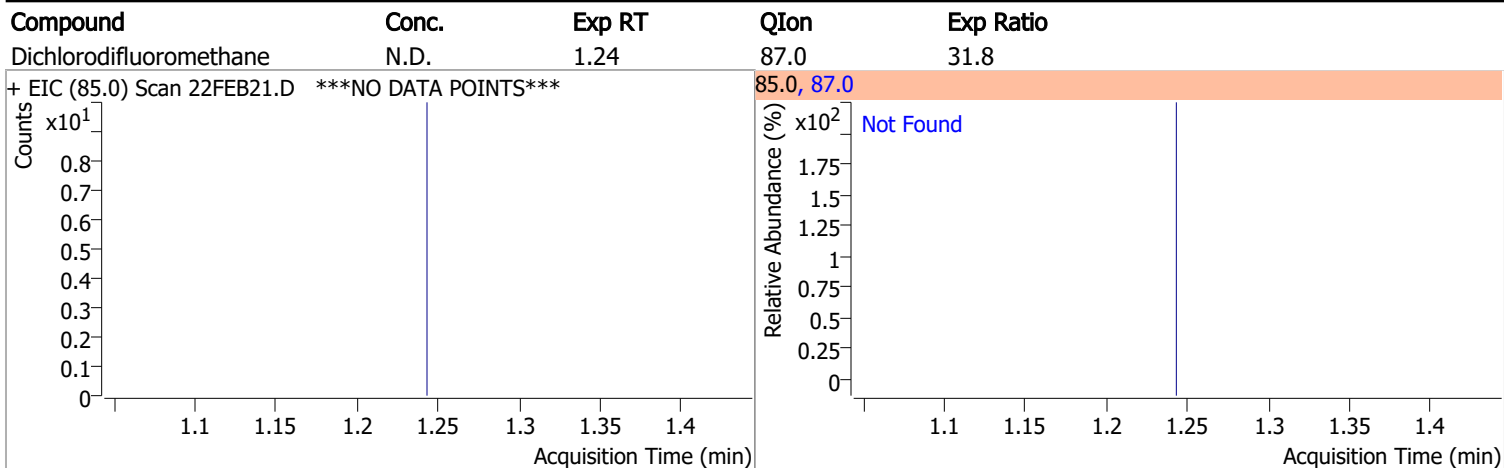 Compound Conc. Exp RT QIon Exp Ratio
Dichlorodifluoromethane N.D. 1.24 87.0 31.8
+ EIC (85.0) Scan 22FEB21.D ***NO DATA POINTS***
Counts
x10¹
0.8
0.7
0.6
0.5
0.4
0.3
0.2
0.1
0
1.1 1.15 1.2 1.25 1.3 1.35 1.4
Acquisition Time (min)
85.0, 87.0
Relative Abundance (%)
x10²
Not Found
1.75
1.5
1.25
1
0.75
0.5
0.25
0
1.1 1.15 1.2 1.25 1.3 1.35 1.4
Acquisition Time (min)